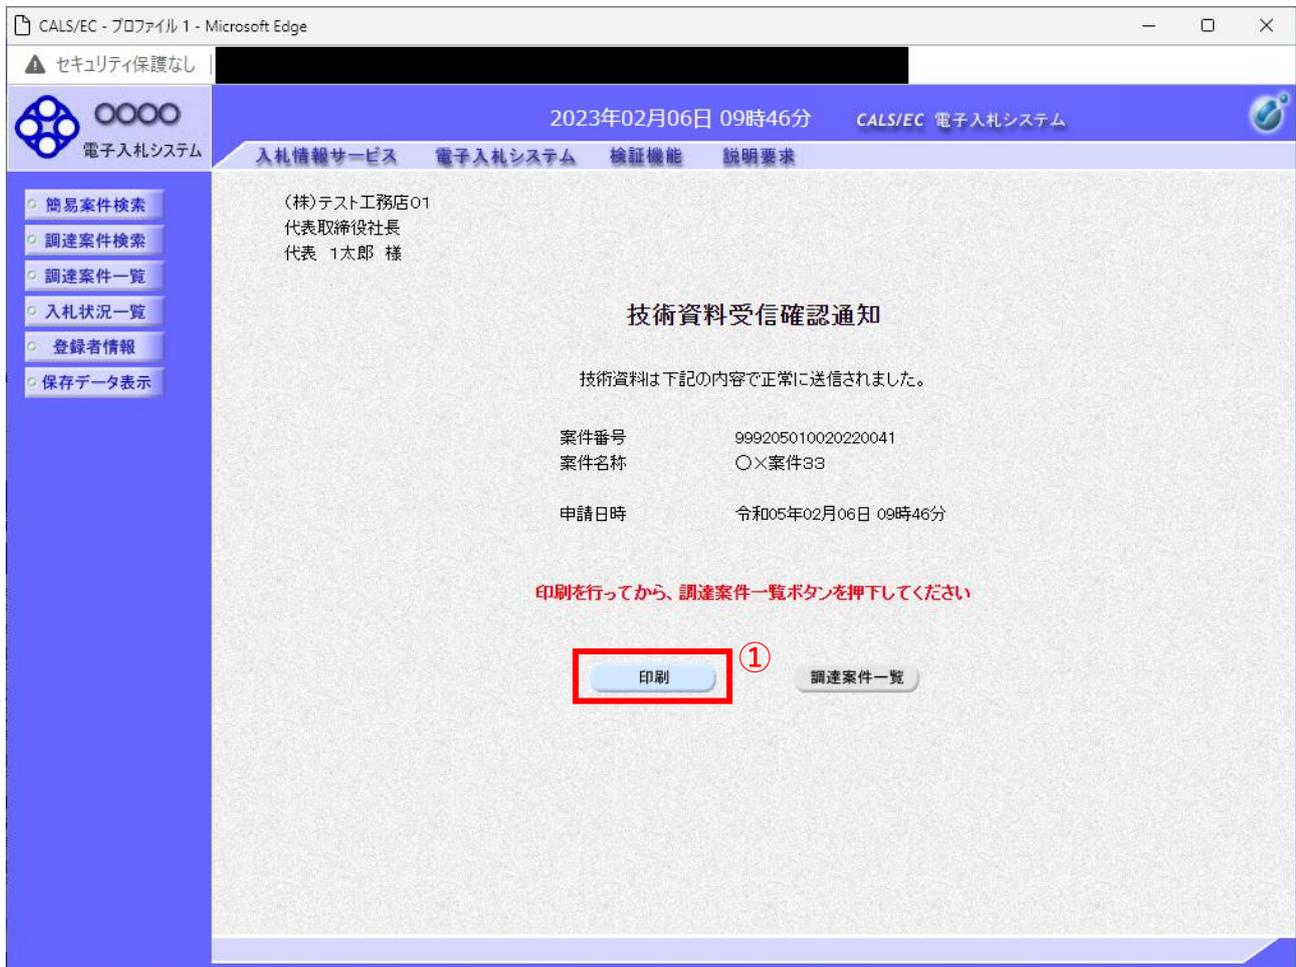 CALS/EC - プロファイル 1 - Microsoft Edge
セキュリティ保護なし
〇〇〇〇
電子入札システム
2023年02月06日 09時46分
CALS/EC 電子入札システム
入札情報サービス 電子入札システム 検証機能 説明要求
簡易案件検索
調達案件検索
調達案件一覧
入札状況一覧
登録者情報
保存データ表示
(株)テスト工務店01
代表取締役社長
代表 1太郎 様
技術資料受信確認通知
技術資料は下記の内容で正常に送信されました。
案件番号 999205010020220041
案件名称 〇×案件33
申請日時 令和05年02月06日 09時46分
印刷を行ってから、調達案件一覧ボタンを押下してください
印刷 ① 調達案件一覧